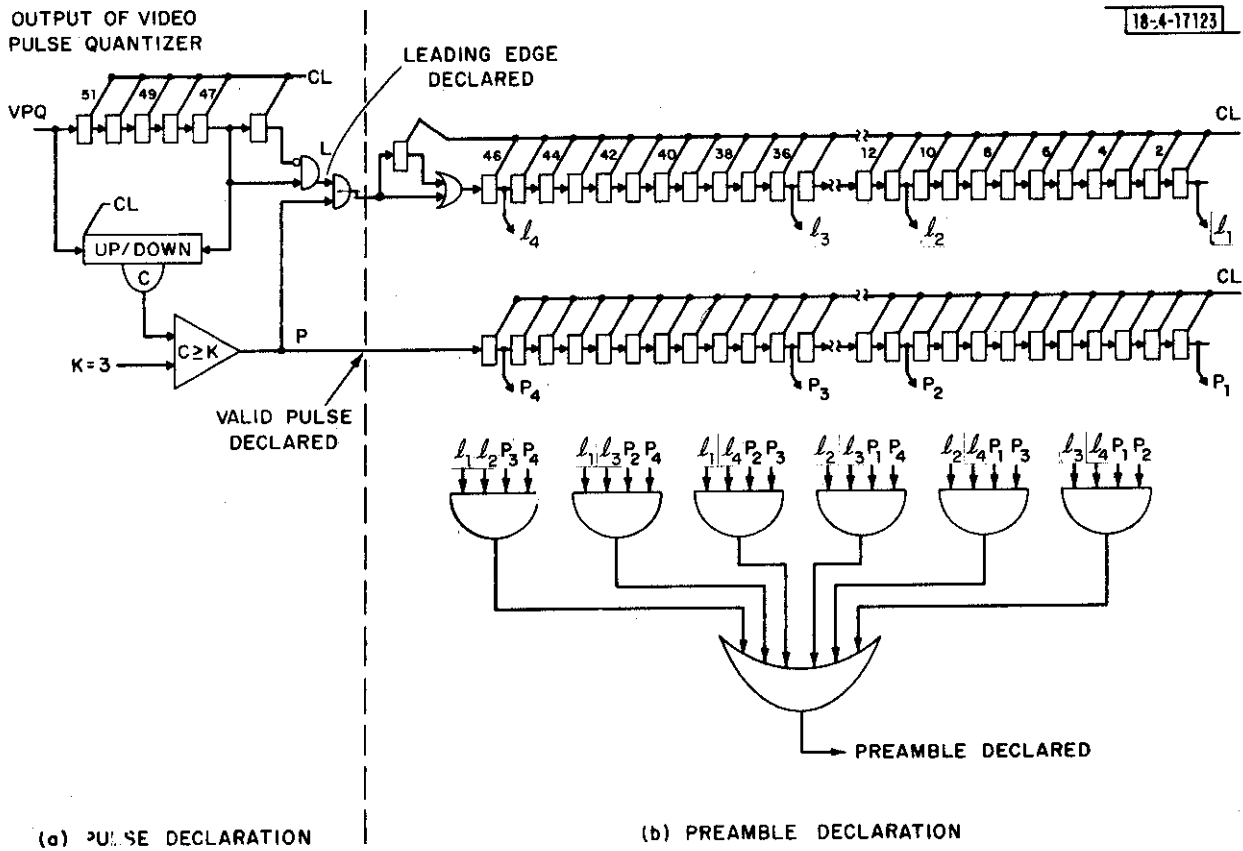 OUTPUT OF VIDEO
PULSE QUANTIZER
18-4-17123
LEADING EDGE
DECLARED
51 49 47 CL
VPQ
L
CL
46 44 42 40 38 36 12 10 8 6 4 2
ℓ4 ℓ3 ℓ2 ℓ1
CL
UP/DOWN
C
CL
C≥K
P
K=3
P4 P3 P2 P1
VALID PULSE
DECLARED
ℓ1 ℓ2 P3 P4 ℓ1 ℓ3 P2 P4 ℓ1 ℓ4 P2 P3 ℓ2 ℓ3 P1 P4 ℓ2 ℓ4 P1 P3 ℓ3 ℓ4 P1 P2
PREAMBLE DECLARED
(a) PULSE DECLARATION
(b) PREAMBLE DECLARATION